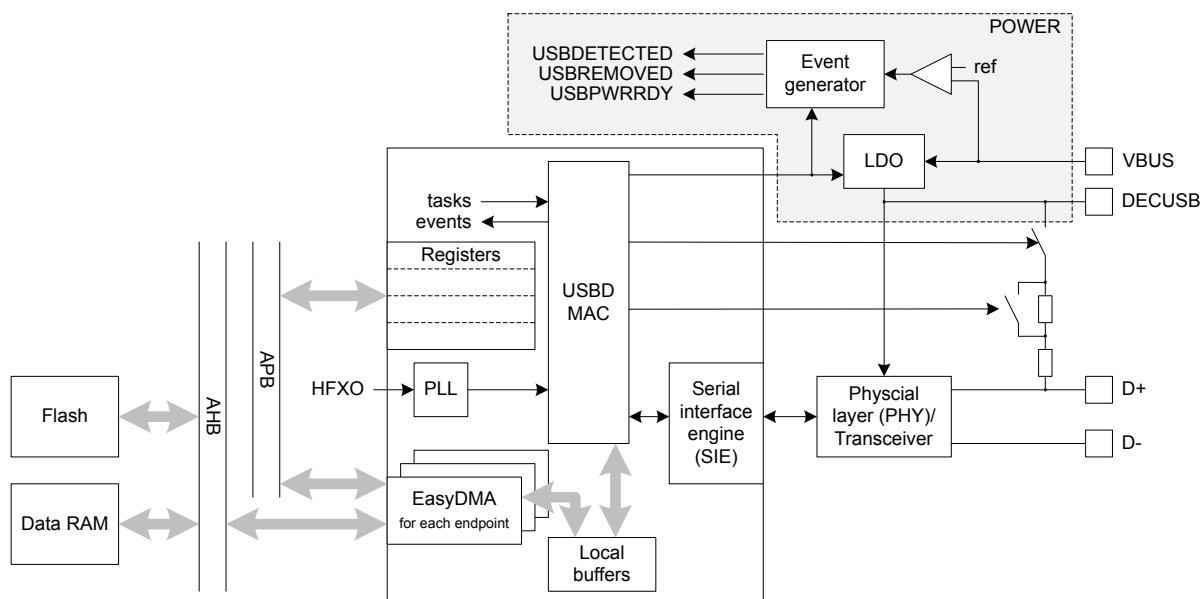 POWER
USBDETECTED
USBREMOVED
USBPWRRDY
Event
generator
ref
LDO
VBUS
DECUSB
tasks
events
Registers
USBD
MAC
APB
AHB
HFXO
PLL
Flash
Serial
interface
engine
(SIE)
Physcial
layer (PHY)/
Transceiver
D+
D-
Data RAM
EasyDMA
for each endpoint
Local
buffers